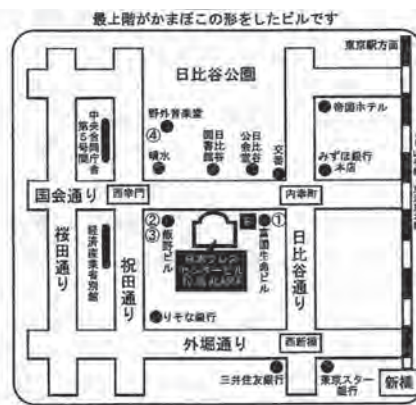 最上階がかまぼこの形をしたビルです
東京駅方面
日比谷公園
野外音楽堂
④
噴水
日比谷図書館
日比谷公会堂
交番
帝国ホテル
みずほ銀行
本店
中央合同庁舎
第5号館
国会通り
西幸門
内幸町
桜田通り
経済産業省別館
祝田通り
②
③
飯野ビル
①
富国生命ビル
日比谷通り
りそな銀行
外堀通り
西新橋
三井住友銀行
東京スター
銀行
新橋